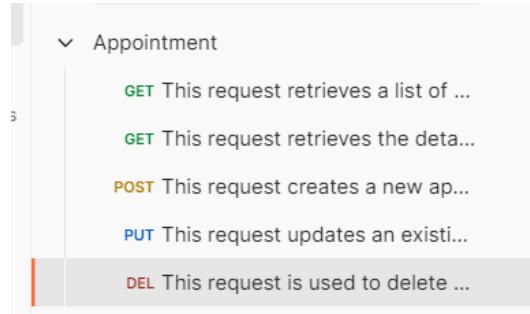 Appointment
GET This request retrieves a list of ...
GET This request retrieves the deta...
POST This request creates a new ap...
PUT This request updates an existi...
DEL This request is used to delete ...